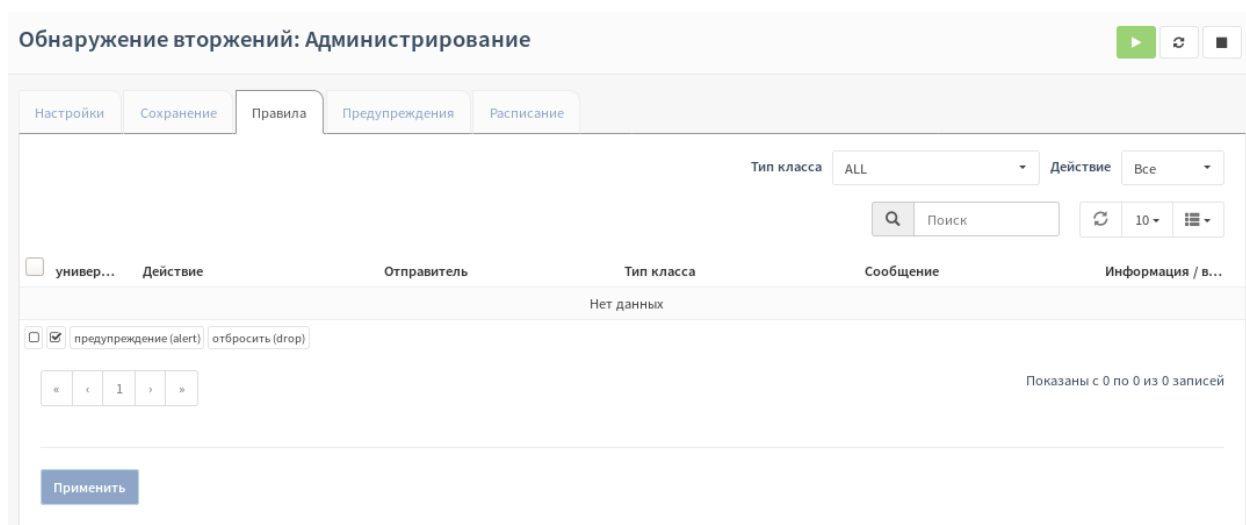 Обнаружение вторжений: Администрирование
Настройки Сохранение Правила Предупреждения Расписание
Тип класса ALL Действие Все
Поиск 10
универ... Действие Отправитель Тип класса Сообщение Информация / в...
Нет данных
предупреждение (alert) отбросить (drop)
« ‹ 1 › » Показаны с 0 по 0 из 0 записей
Применить